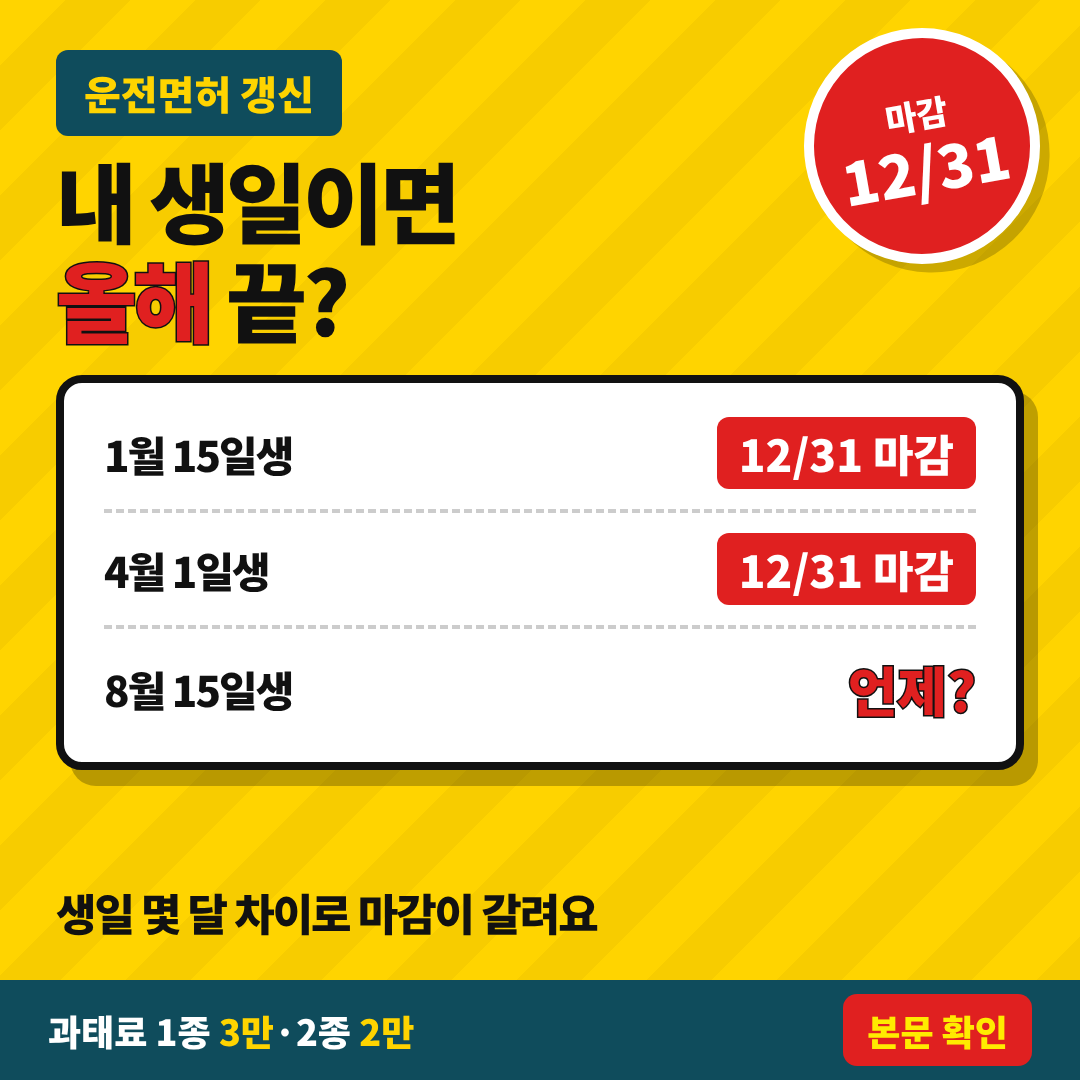 운전면허 갱신
마감
12/31
내 생일이면
올해 끝?
1월 15일생
12/31 마감
4월 1일생
12/31 마감
8월 15일생
언제?
생일 몇 달 차이로 마감이 갈려요
과태료 1종 3만·2종 2만
본문 확인